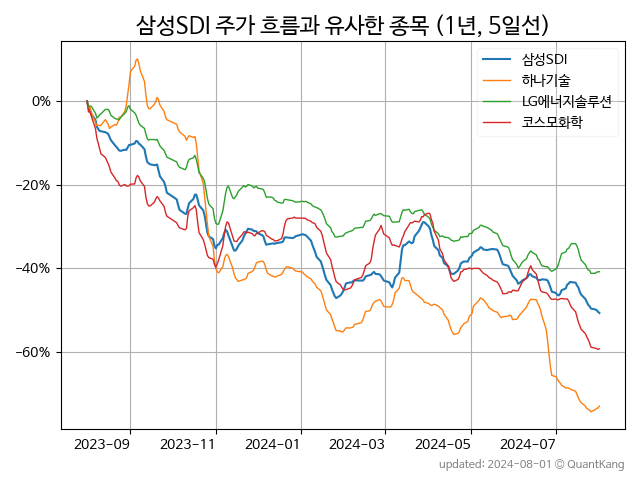 삼성SDI 주가 흐름과 유사한 종목 (1년, 5일선)
삼성SDI
하나기술
LG에너지솔루션
코스모화학
0%
−20%
−40%
−60%
2023-09 2023-11 2024-01 2024-03 2024-05 2024-07
updated: 2024-08-01 © QuantKang